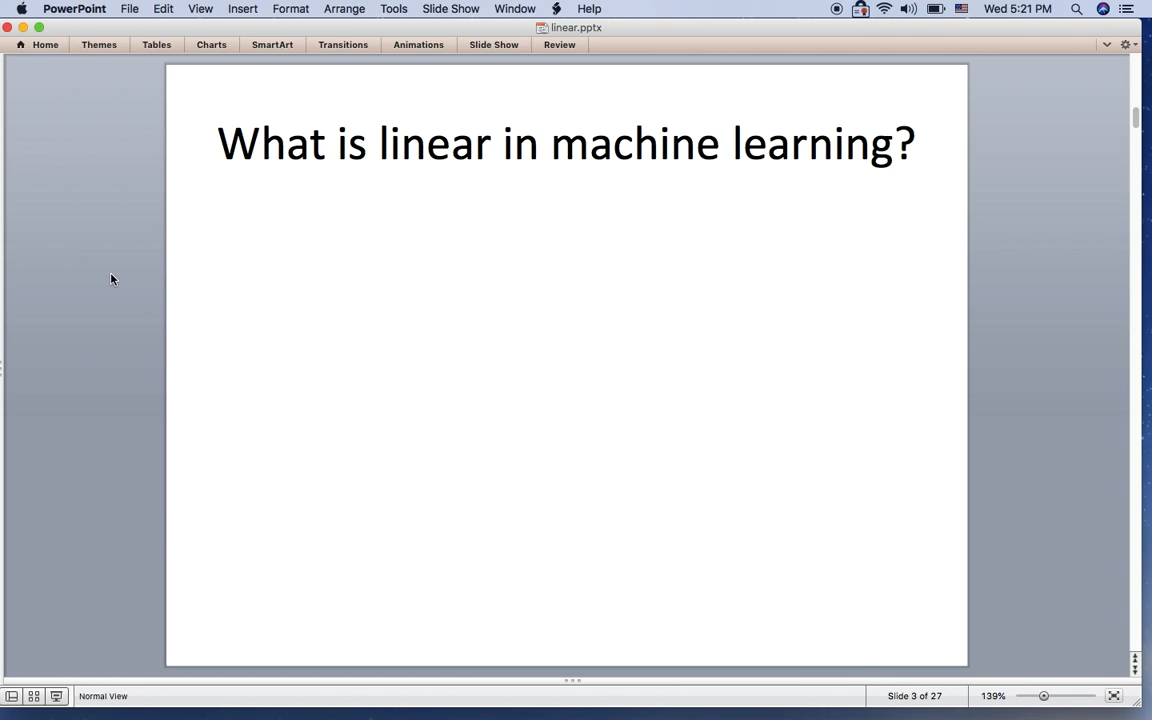 PowerPoint File Edit View Insert Format Arrange Tools Slide Show Window Help Wed 5:21 PM
linear.pptx
Home Themes Tables Charts SmartArt Transitions Animations Slide Show Review
What is linear in machine learning?
Normal View Slide 3 of 27 139%